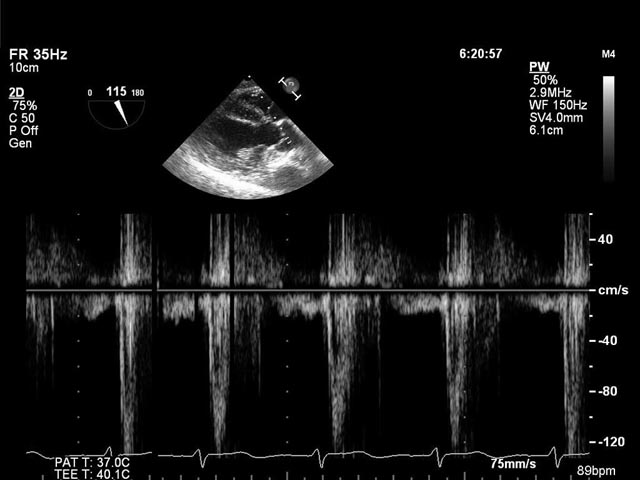 FR 35Hz
10cm
2D
75%
C 50
P Off
Gen
0 115 180
6:20:57
M4
PW
50%
2.9MHz
WF 150Hz
SV4.0mm
6.1cm
40
cm/s
-40
-80
-120
PAT T: 37.0C
TEE T: 40.1C
75mm/s
89bpm